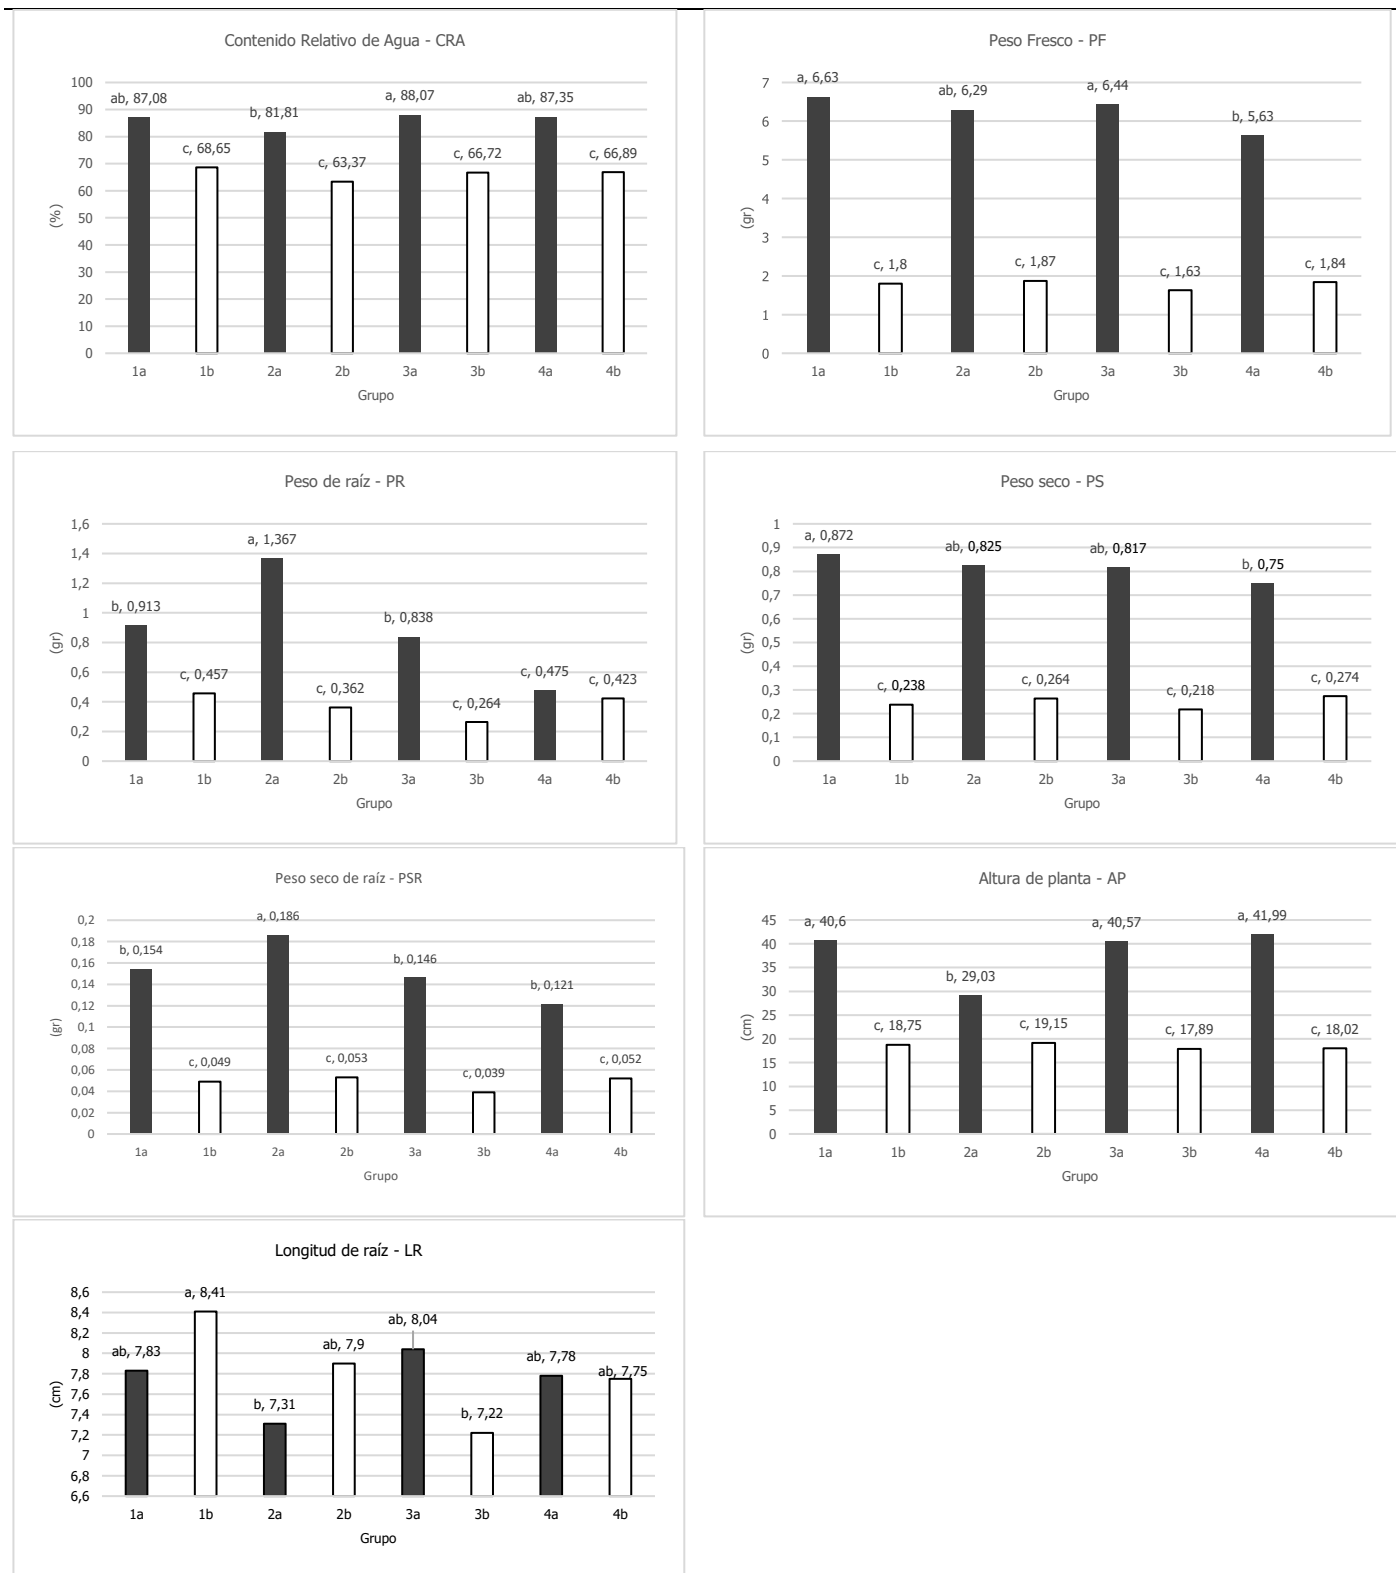 Contenido Relativo de Agua - CRA
(%)
100
90
80
70
60
50
40
30
20
10
0
ab, 87,08
c, 68,65
b, 81,81
c, 63,37
a, 88,07
c, 66,72
ab, 87,35
c, 66,89
1a 1b 2a 2b 3a 3b 4a 4b
Grupo
Peso Fresco - PF
(gr)
7
6
5
4
3
2
1
0
a, 6,63
c, 1,8
ab, 6,29
c, 1,87
a, 6,44
c, 1,63
b, 5,63
c, 1,84
1a 1b 2a 2b 3a 3b 4a 4b
Grupo
Peso de raíz - PR
(gr)
1,6
1,4
1,2
1
0,8
0,6
0,4
0,2
0
b, 0,913
c, 0,457
a, 1,367
c, 0,362
b, 0,838
c, 0,264
c, 0,475
c, 0,423
1a 1b 2a 2b 3a 3b 4a 4b
Grupo
Peso seco - PS
(gr)
1
0,9
0,8
0,7
0,6
0,5
0,4
0,3
0,2
0,1
0
a, 0,872
c, 0,238
ab, 0,825
c, 0,264
ab, 0,817
c, 0,218
b, 0,75
c, 0,274
1a 1b 2a 2b 3a 3b 4a 4b
Grupo
Peso seco de raíz - PSR
(gr)
0,2
0,18
0,16
0,14
0,12
0,1
0,08
0,06
0,04
0,02
0
b, 0,154
c, 0,049
a, 0,186
c, 0,053
b, 0,146
c, 0,039
b, 0,121
c, 0,052
1a 1b 2a 2b 3a 3b 4a 4b
Grupo
Altura de planta - AP
(cm)
45
40
35
30
25
20
15
10
5
0
a, 40,6
c, 18,75
b, 29,03
c, 19,15
a, 40,57
c, 17,89
a, 41,99
c, 18,02
1a 1b 2a 2b 3a 3b 4a 4b
Grupo
Longitud de raíz - LR
(cm)
8,6
8,4
8,2
8
7,8
7,6
7,4
7,2
7
6,8
6,6
ab, 7,83
a, 8,41
b, 7,31
ab, 7,9
ab, 8,04
b, 7,22
ab, 7,78
ab, 7,75
1a 1b 2a 2b 3a 3b 4a 4b
Grupo